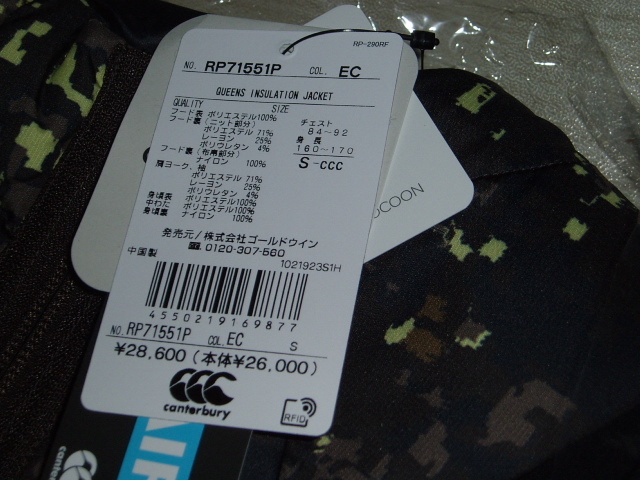 RP-290RF
NO. RP71551P COL. EC
QUEENS INSULATION JACKET
QUALITY SIZE
フード表 ポリエステル100%
フード裏(ニット部分)
ポリエステル 71%
レーヨン 25%
ポリウレタン 4%
フード裏(布帛部分)
ナイロン 100%
肩ヨーク、袖
ポリエステル 71%
レーヨン 25%
ポリウレタン 4%
身頃表 ポリエステル100%
中わた ポリエステル100%
身頃裏 ナイロン 100%
チェスト
84~92
身長
160~170
S-CCC
発売元/株式会社ゴールドウイン
0120-307-560
中国製
1021923S1H
4550219169877
NO. RP71551P COL. EC
S
¥28,600(本体¥26,000)
canterbury
RFID
COCOON
AIR